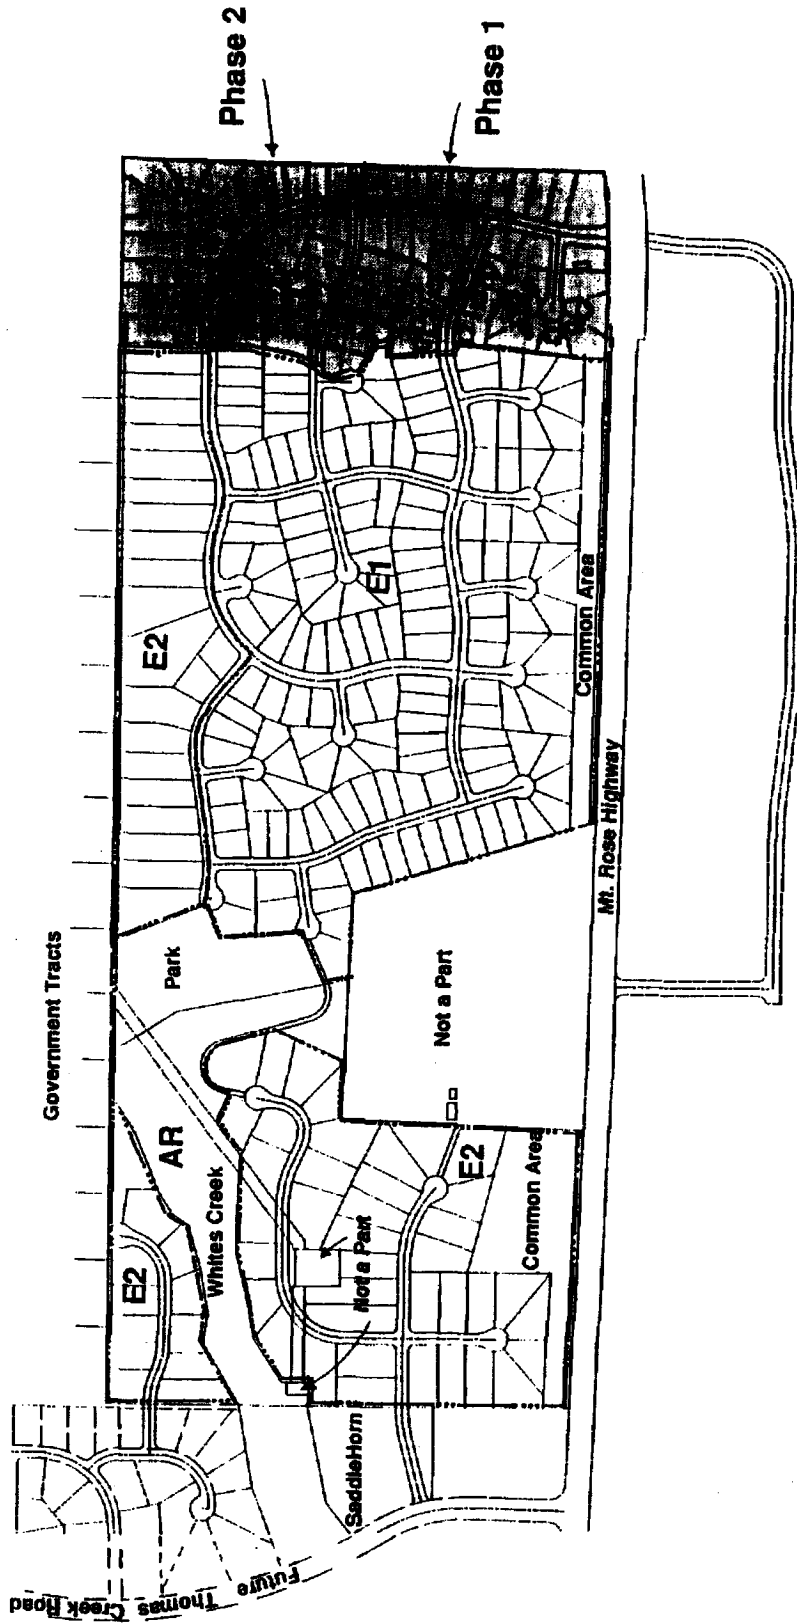 Phase 2
Phase 1
E2
E1
Common Area
Mt. Rose Highway
Government Tracts
Park
Not a Part
AR
Whites Creek
E2
E2
Common Area
Not a Part
SaddleHorn
Future Thomas Creek Road